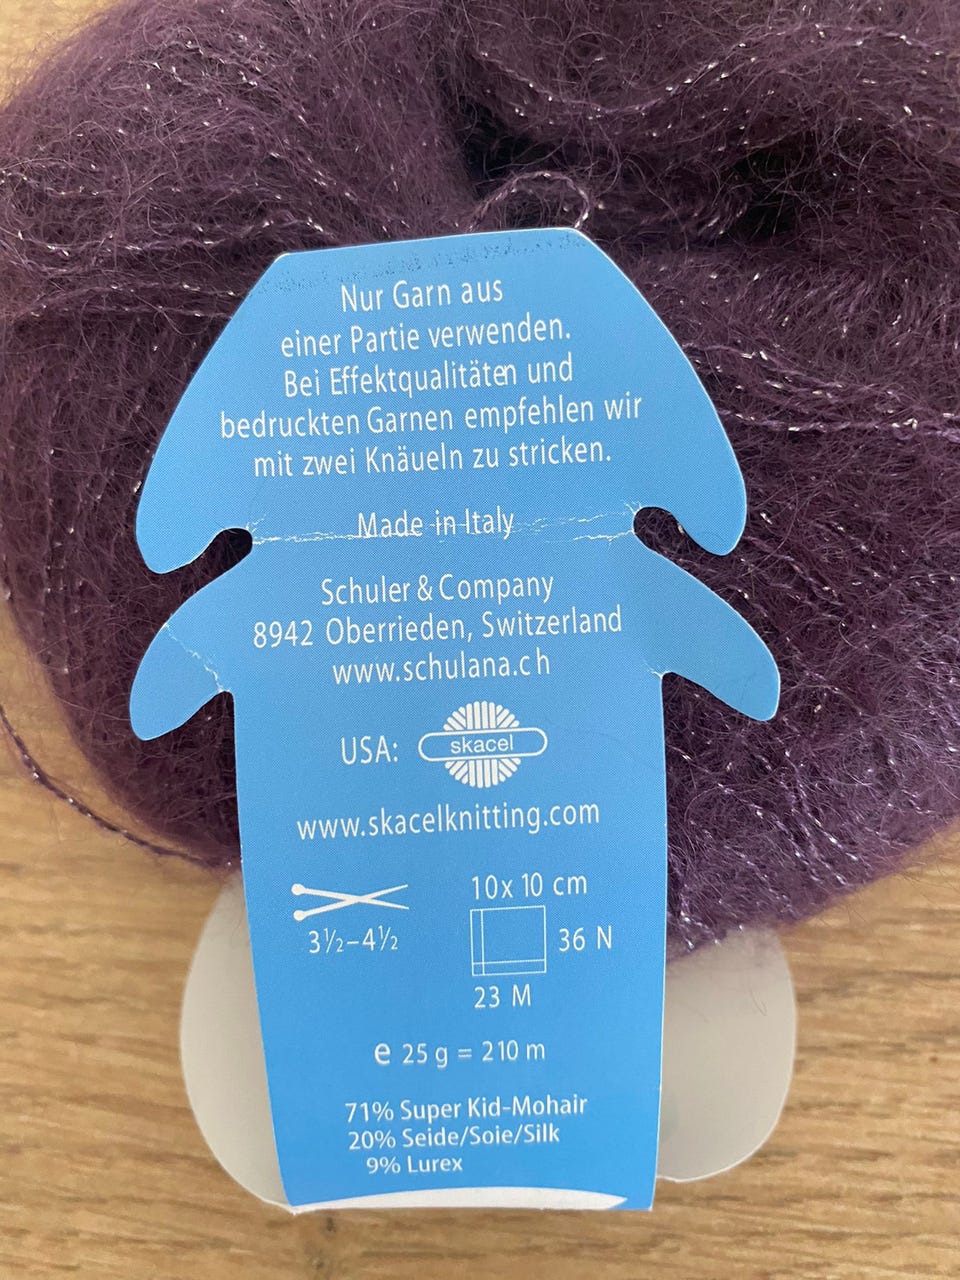 Nur Garn aus
einer Partie verwenden.
Bei Effektqualitäten und
bedruckten Garnen empfehlen wir
mit zwei Knäueln zu stricken.
Made in Italy
Schuler & Company
8942 Oberrieden, Switzerland
www.schulana.ch
USA: skacel
www.skacelknitting.com
3½–4½
10x 10 cm
36 N
23 M
e 25 g = 210 m
71% Super Kid-Mohair
20% Seide/Soie/Silk
9% Lurex